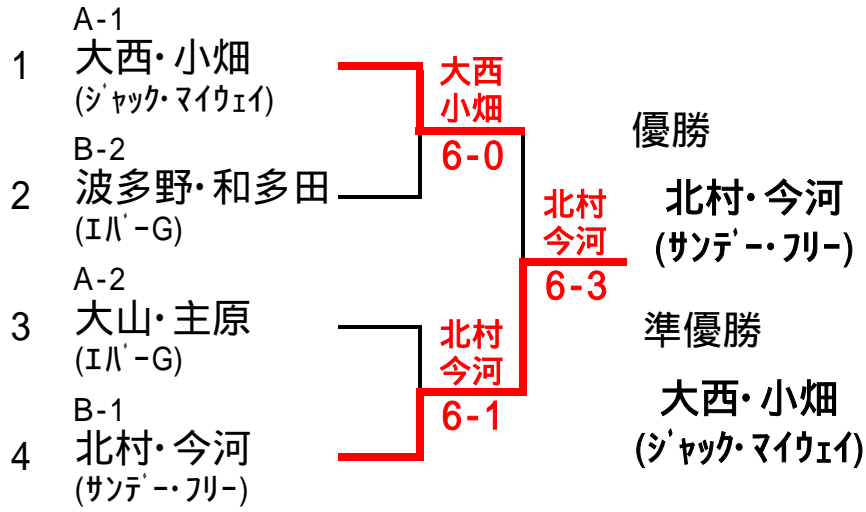 A-1
1 大西・小畑
(ｼﾞｬｯｸ・ﾏｲｳｪｲ)
B-2
2 波多野・和多田
(ｴﾊﾞｰG)
A-2
3 大山・主原
(ｴﾊﾞｰG)
B-1
4 北村・今河
(ｻﾝﾃﾞｰ・ﾌﾘｰ)
大西
小畑
6-0
北村
今河
6-1
北村
今河
6-3
優勝
北村・今河
(ｻﾝﾃﾞｰ・ﾌﾘｰ)
準優勝
大西・小畑
(ｼﾞｬｯｸ・ﾏｲｳｪｲ)